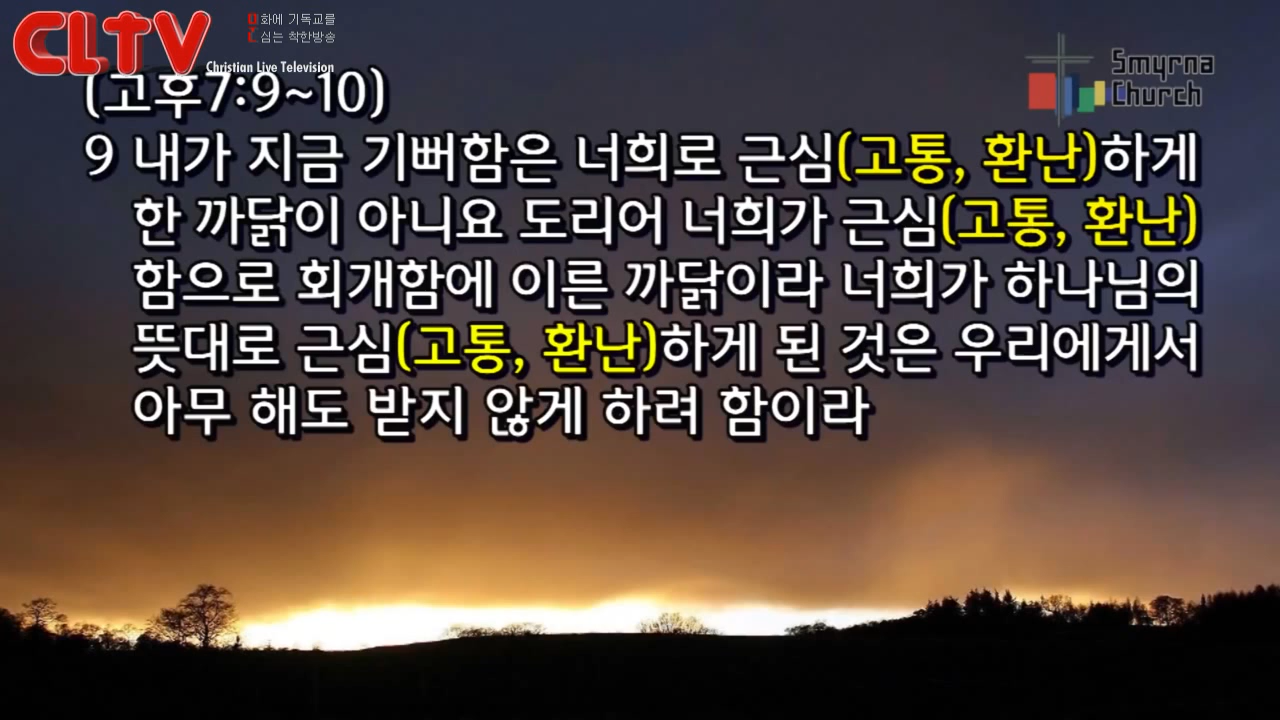 CLTV
문화에 기독교를
심는 착한방송
Christian Live Television
Smyrna
Church
(고후7:9~10)
9 내가 지금 기뻐함은 너희로 근심(고통, 환난)하게
한 까닭이 아니요 도리어 너희가 근심(고통, 환난)
함으로 회개함에 이른 까닭이라 너희가 하나님의
뜻대로 근심(고통, 환난)하게 된 것은 우리에게서
아무 해도 받지 않게 하려 함이라